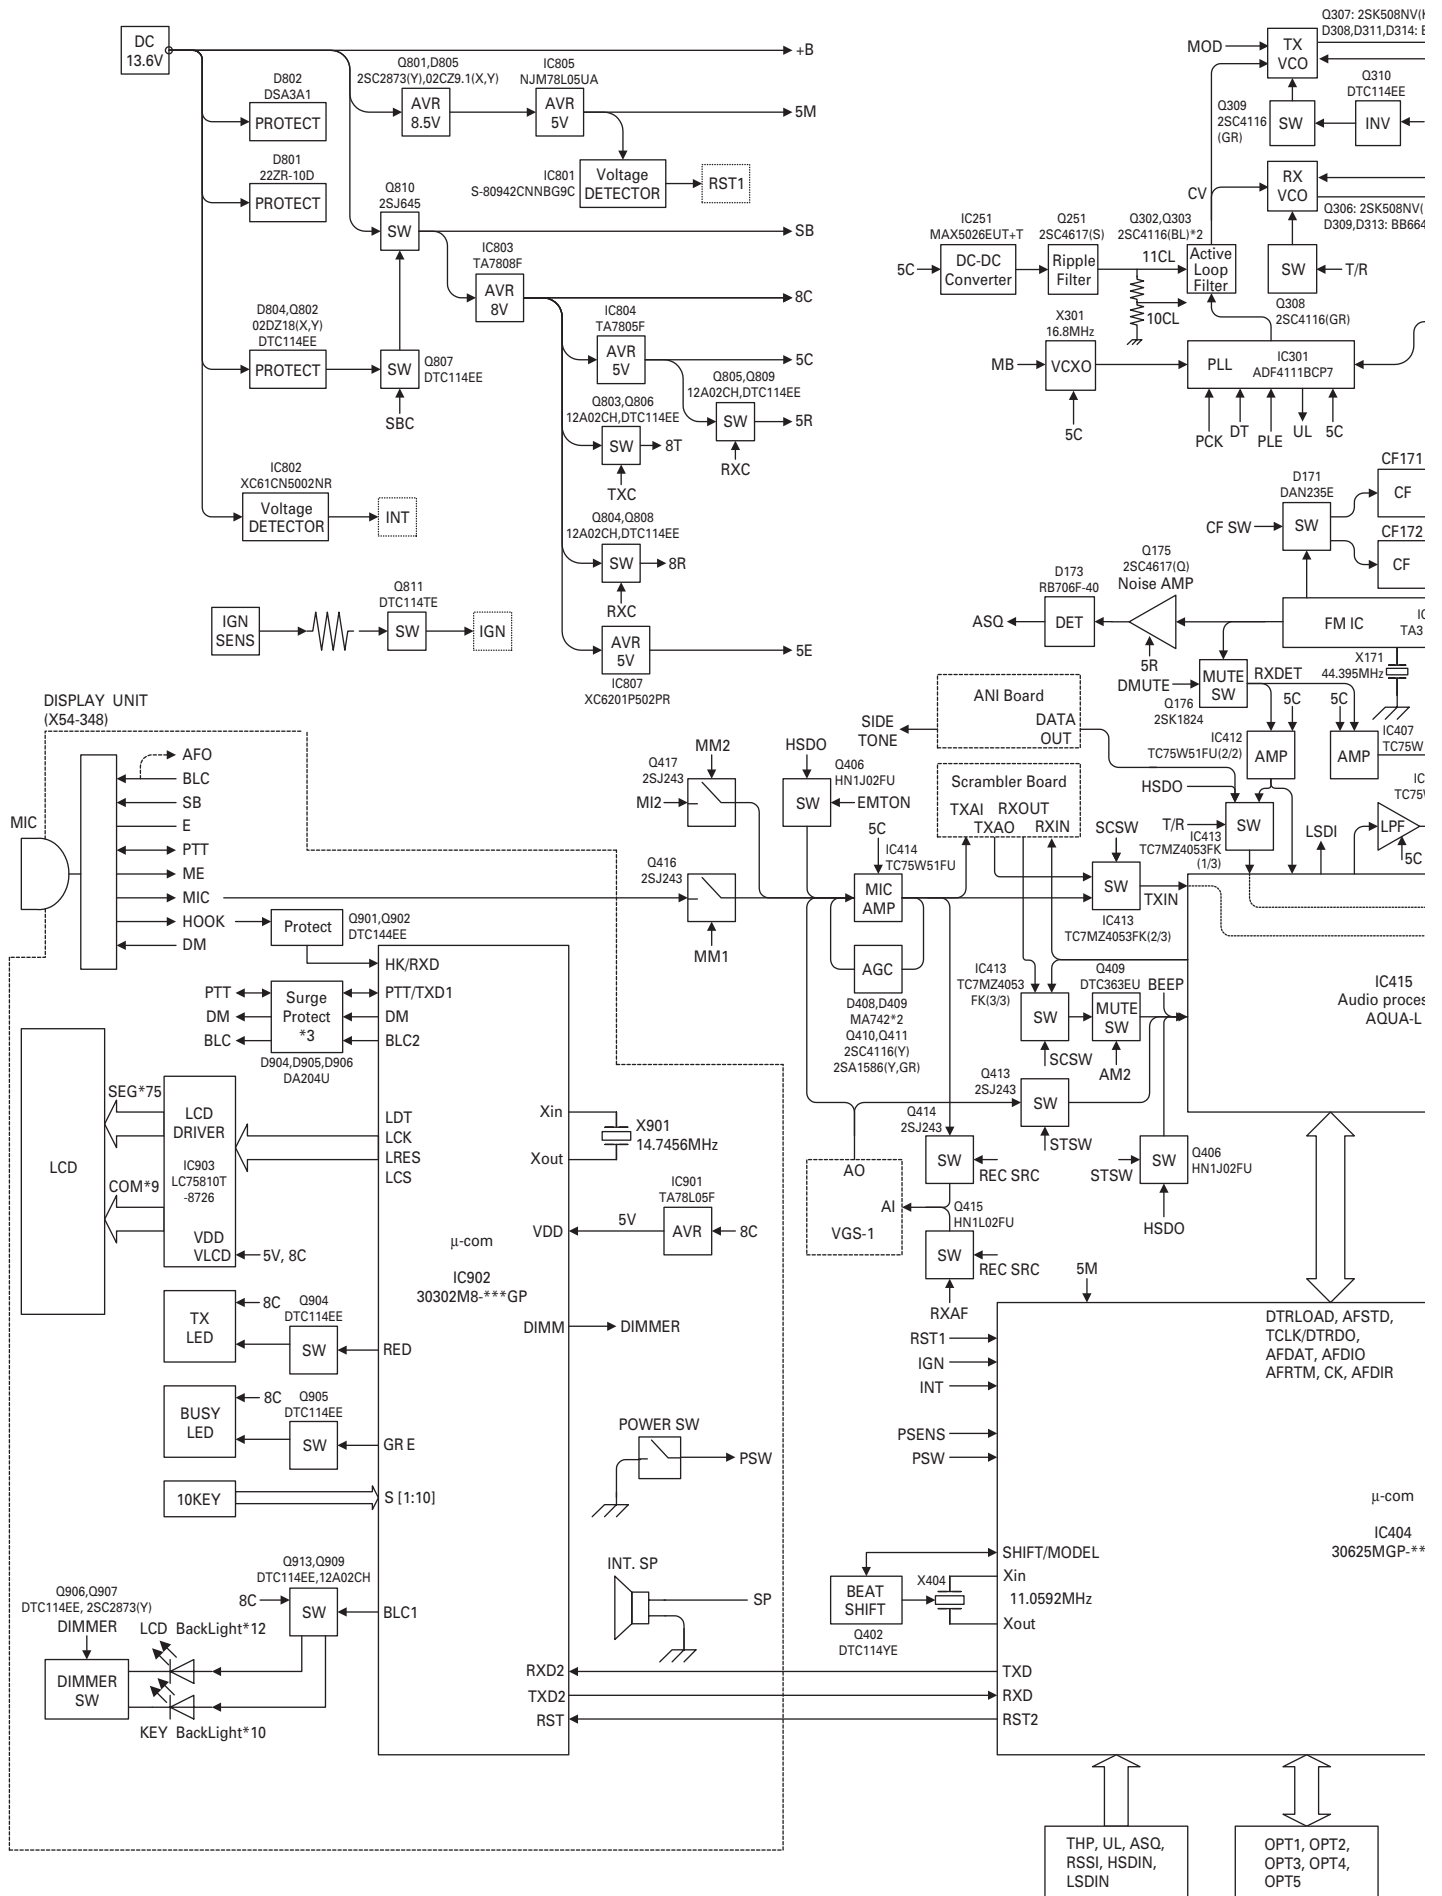 DC
13.6V
+B
Q801,D805
2SC2873(Y),02CZ9.1(X,Y)
AVR
8.5V
IC805
NJM78L05UA
AVR
5V
5M
D802
DSA3A1
PROTECT
D801
22ZR-10D
PROTECT
IC801
S-80942CNNBG9C
Voltage
DETECTOR
RST1
Q810
2SJ645
SW
SB
IC803
TA7808F
AVR
8V
8C
D804,Q802
02DZ18(X,Y)
DTC114EE
PROTECT
SW
Q807
DTC114EE
SBC
IC804
TA7805F
AVR
5V
5C
Q805,Q809
12A02CH,DTC114EE
SW
5R
RXC
Q803,Q806
12A02CH,DTC114EE
SW
8T
TXC
IC802
XC61CN5002NR
Voltage
DETECTOR
INT
Q804,Q808
12A02CH,DTC114EE
SW
8R
RXC
IGN
SENS
Q811
DTC114TE
SW
IGN
AVR
5V
5E
IC807
XC6201P502PR
Q307: 2SK508NV(
D308,D311,D314:
MOD
TX
VCO
Q310
DTC114EE
Q309
2SC4116
(GR)
SW
INV
CV
RX
VCO
Q306: 2SK508NV(
D309,D313: BB664
IC251
MAX5026EUT+T
Q251
2SC4617(S)
Q302,Q303
2SC4116(BL)*2
5C
DC-DC
Converter
Ripple
Filter
11CL
Active
Loop
Filter
SW
T/R
10CL
Q308
2SC4116(GR)
X301
16.8MHz
MB
VCXO
5C
PLL
IC301
ADF4111BCP7
PCK
DT
PLE
UL
5C
CF171
CF
D171
DAN235E
CF SW
SW
CF172
CF
Q175
2SC4617(Q)
Noise AMP
D173
RB706F-40
ASQ
DET
5R
FM IC
TA3
X171
44.395MHz
DMUTE
MUTE
SW
RXDET
Q176
2SK1824
5C
5C
IC412
TC75W51FU(2/2)
AMP
AMP
IC407
TC75W
DISPLAY UNIT
(X54-348)
MIC
AFO
BLC
SB
E
PTT
ME
MIC
HOOK
DM
Protect
Q901,Q902
DTC144EE
HK/RXD
PTT
DM
BLC
Surge
Protect
*3
PTT/TXD1
DM
BLC2
D904,D905,D906
DA204U
LCD
SEG*75
COM*9
LCD
DRIVER
IC903
LC75810T
-8726
VDD
VLCD
5V, 8C
LDT
LCK
LRES
LCS
Xin
Xout
X901
14.7456MHz
IC901
TA78L05F
VDD
5V
AVR
8C
μ-com
IC902
30302M8-***GP
TX
LED
8C
Q904
DTC114EE
SW
RED
DIMM
DIMMER
BUSY
LED
8C
Q905
DTC114EE
SW
GRE
10KEY
S [1:10]
POWER SW
PSW
INT. SP
SP
Q913,Q909
DTC114EE,12A02CH
8C
SW
BLC1
Q906,Q907
DTC114EE, 2SC2873(Y)
DIMMER
LCD BackLight*12
DIMMER
SW
KEY BackLight*10
RXD2
TXD2
RST
TXD
RXD
RST2
MM2
Q417
2SJ243
MI2
Q416
2SJ243
MM1
HSDO
Q406
HN1J02FU
SW
EMTON
SIDE
TONE
ANI Board
DATA
OUT
Scrambler Board
TXAI
RXOUT
TXAO
RXIN
5C
IC414
TC75W51FU
MIC
AMP
AGC
D408,D409
MA742*2
Q410,Q411
2SC4116(Y)
2SA1586(Y,GR)
SCSW
SW
TXIN
IC413
TC7MZ4053FK(2/3)
HSDO
T/R
SW
IC413
TC7MZ4053FK
(1/3)
LSDI
LPF
5C
IC413
TC7MZ4053
FK(3/3)
SW
SCSW
Q409
DTC363EU
MUTE
SW
AM2
BEEP
IC415
Audio proces
AQUA-L
Q413
2SJ243
SW
STSW
Q414
2SJ243
SW
REC SRC
STSW
SW
Q406
HN1J02FU
HSDO
AO
AI
VGS-1
Q415
HN1L02FU
SW
REC SRC
RXAF
5M
RST1
IGN
INT
PSENS
PSW
DTRLOAD, AFSTD,
TCLK/DTRDO,
AFDAT, AFDIO
AFRTM, CK, AFDIR
μ-com
IC404
30625MGP-**
SHIFT/MODEL
BEAT
SHIFT
Q402
DTC114YE
X404
Xin
11.0592MHz
Xout
THP, UL, ASQ,
RSSI, HSDIN,
LSDIN
OPT1, OPT2,
OPT3, OPT4,
OPT5